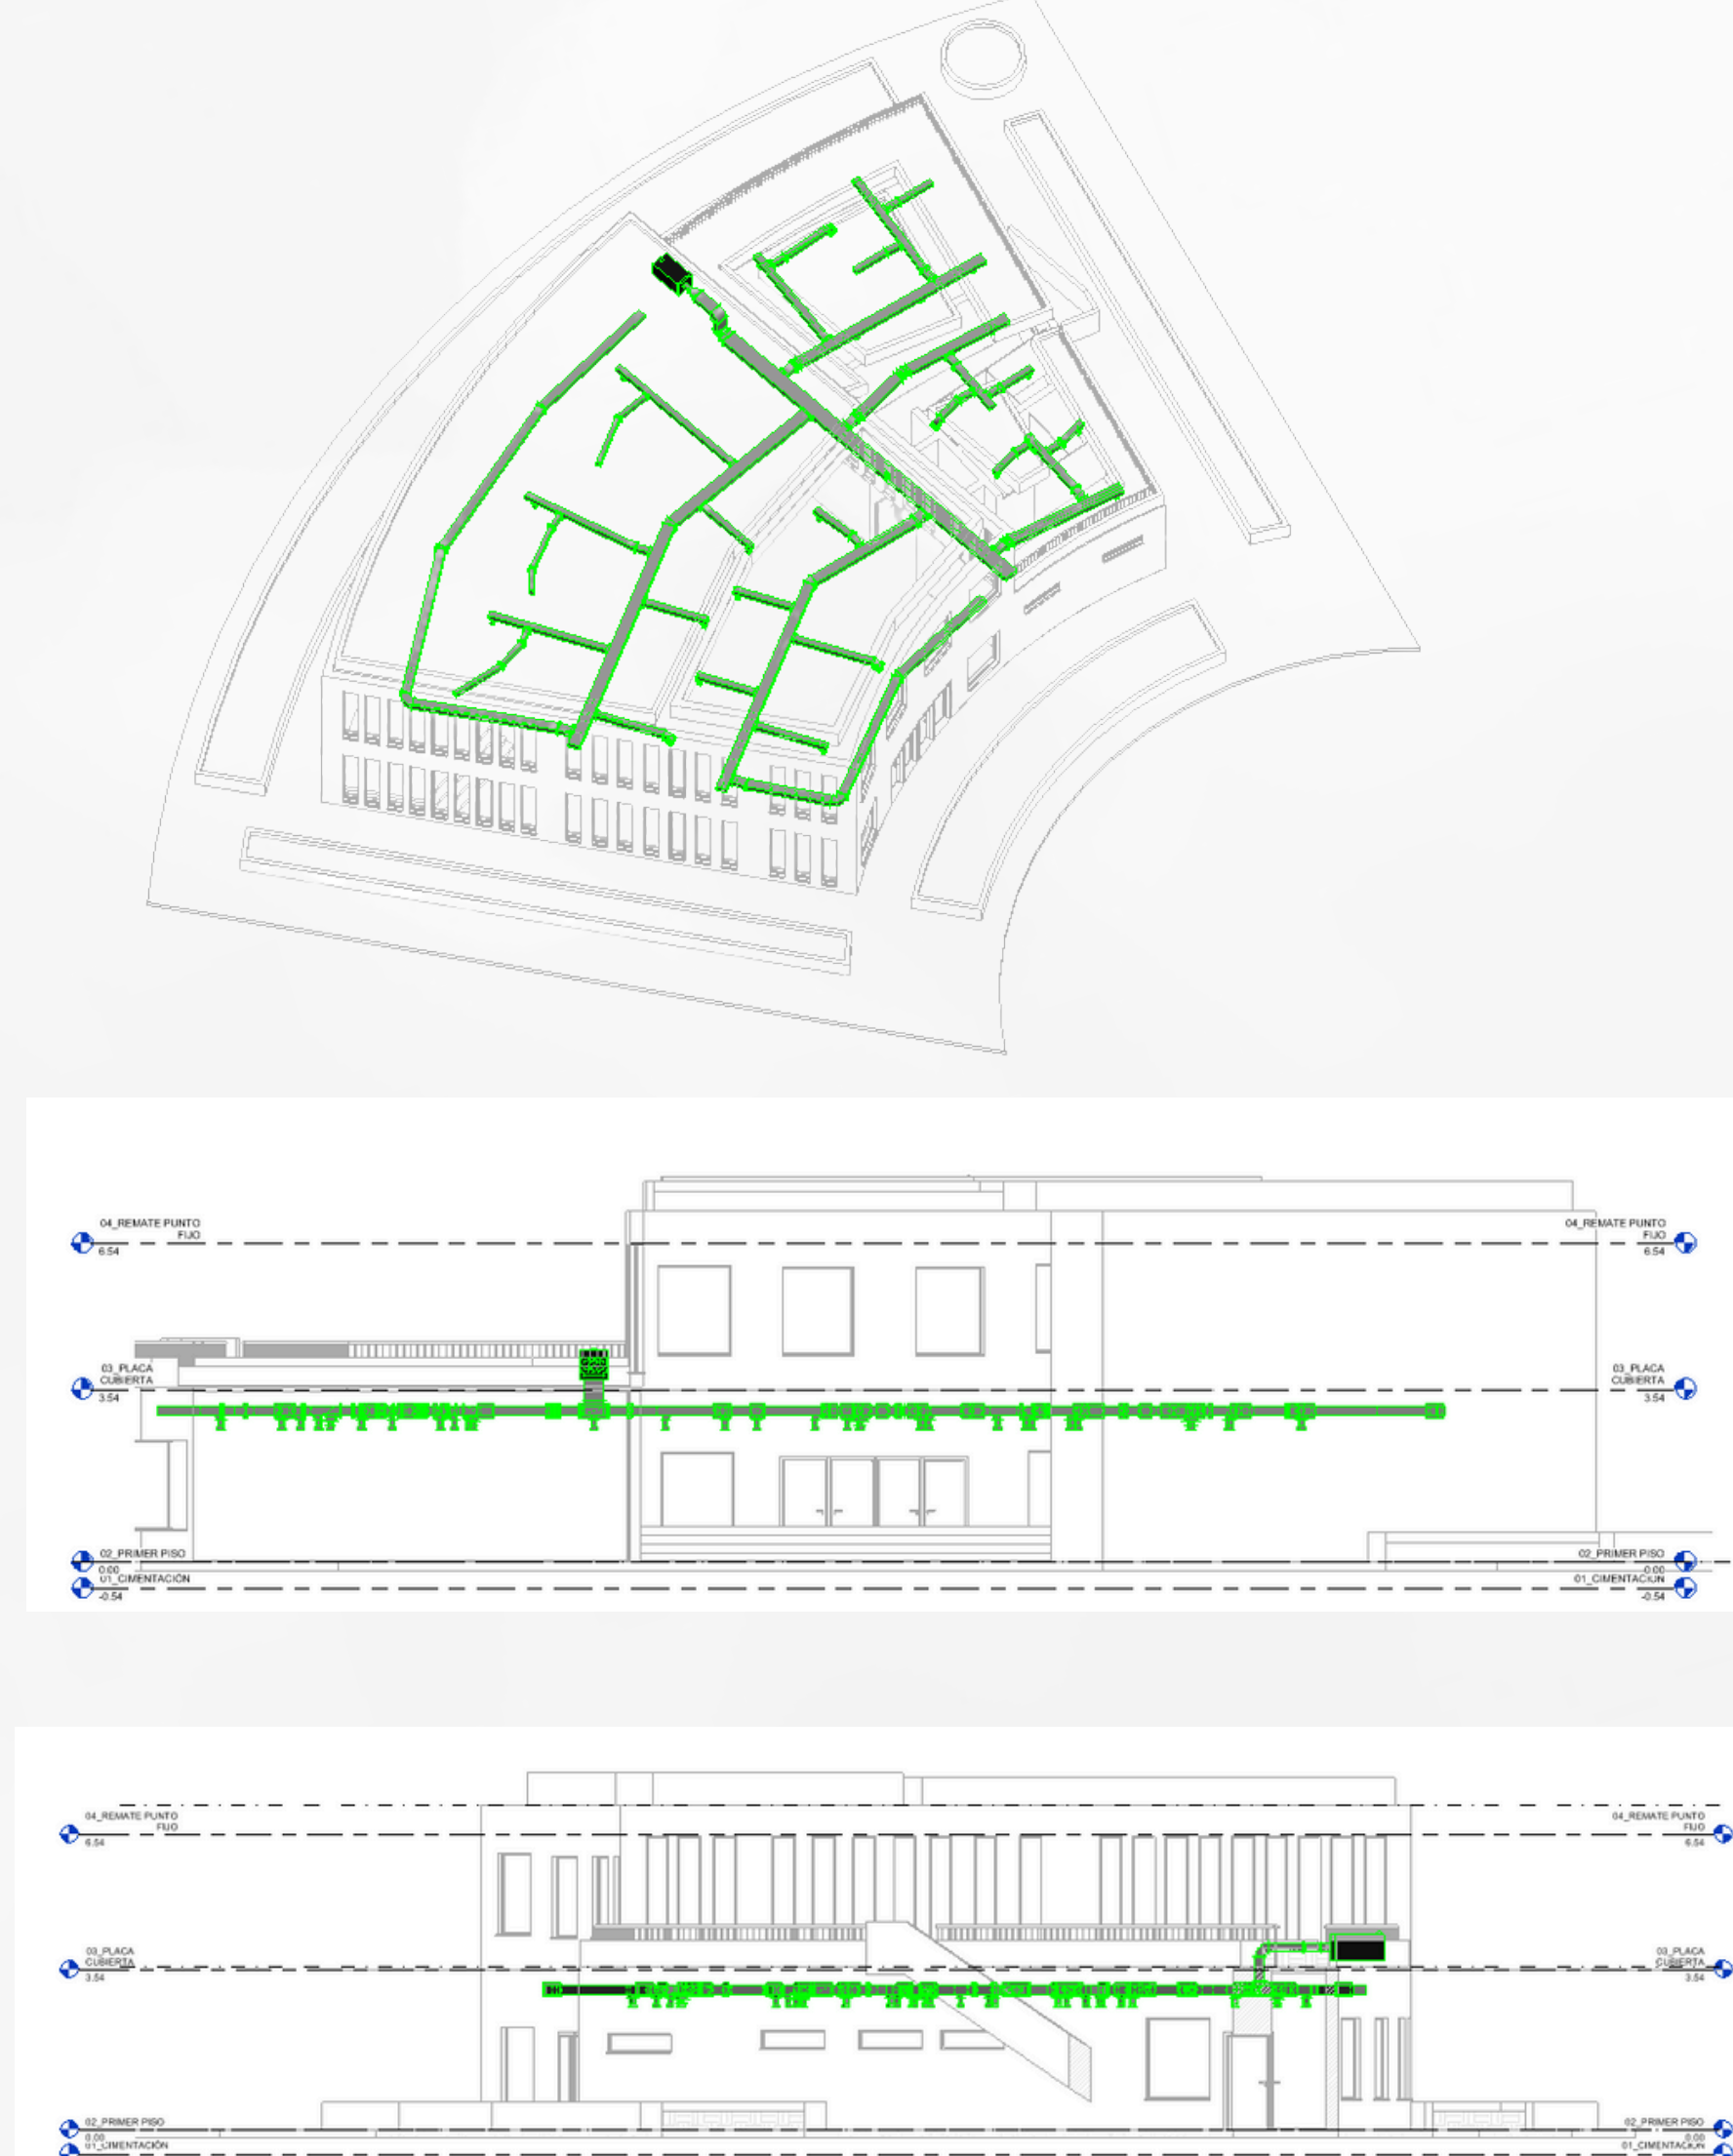 04_REMATE PUNTO
FIJO
6.54
04_REMATE PUNTO
FIJO
6.54
03_PLACA
CUBIERTA
3.54
03_PLACA
CUBIERTA
3.54
02_PRIMER PISO
0.00
02_PRIMER PISO
0.00
01_CIMENTACIÓN
-0.54
01_CIMENTACIÓN
-0.54
04_REMATE PUNTO
FIJO
6.54
04_REMATE PUNTO
FIJO
6.54
03_PLACA
CUBIERTA
3.54
03_PLACA
CUBIERTA
3.54
02_PRIMER PISO
0.00
02_PRIMER PISO
0.00
01_CIMENTACIÓN
01_CIMENTACIÓN